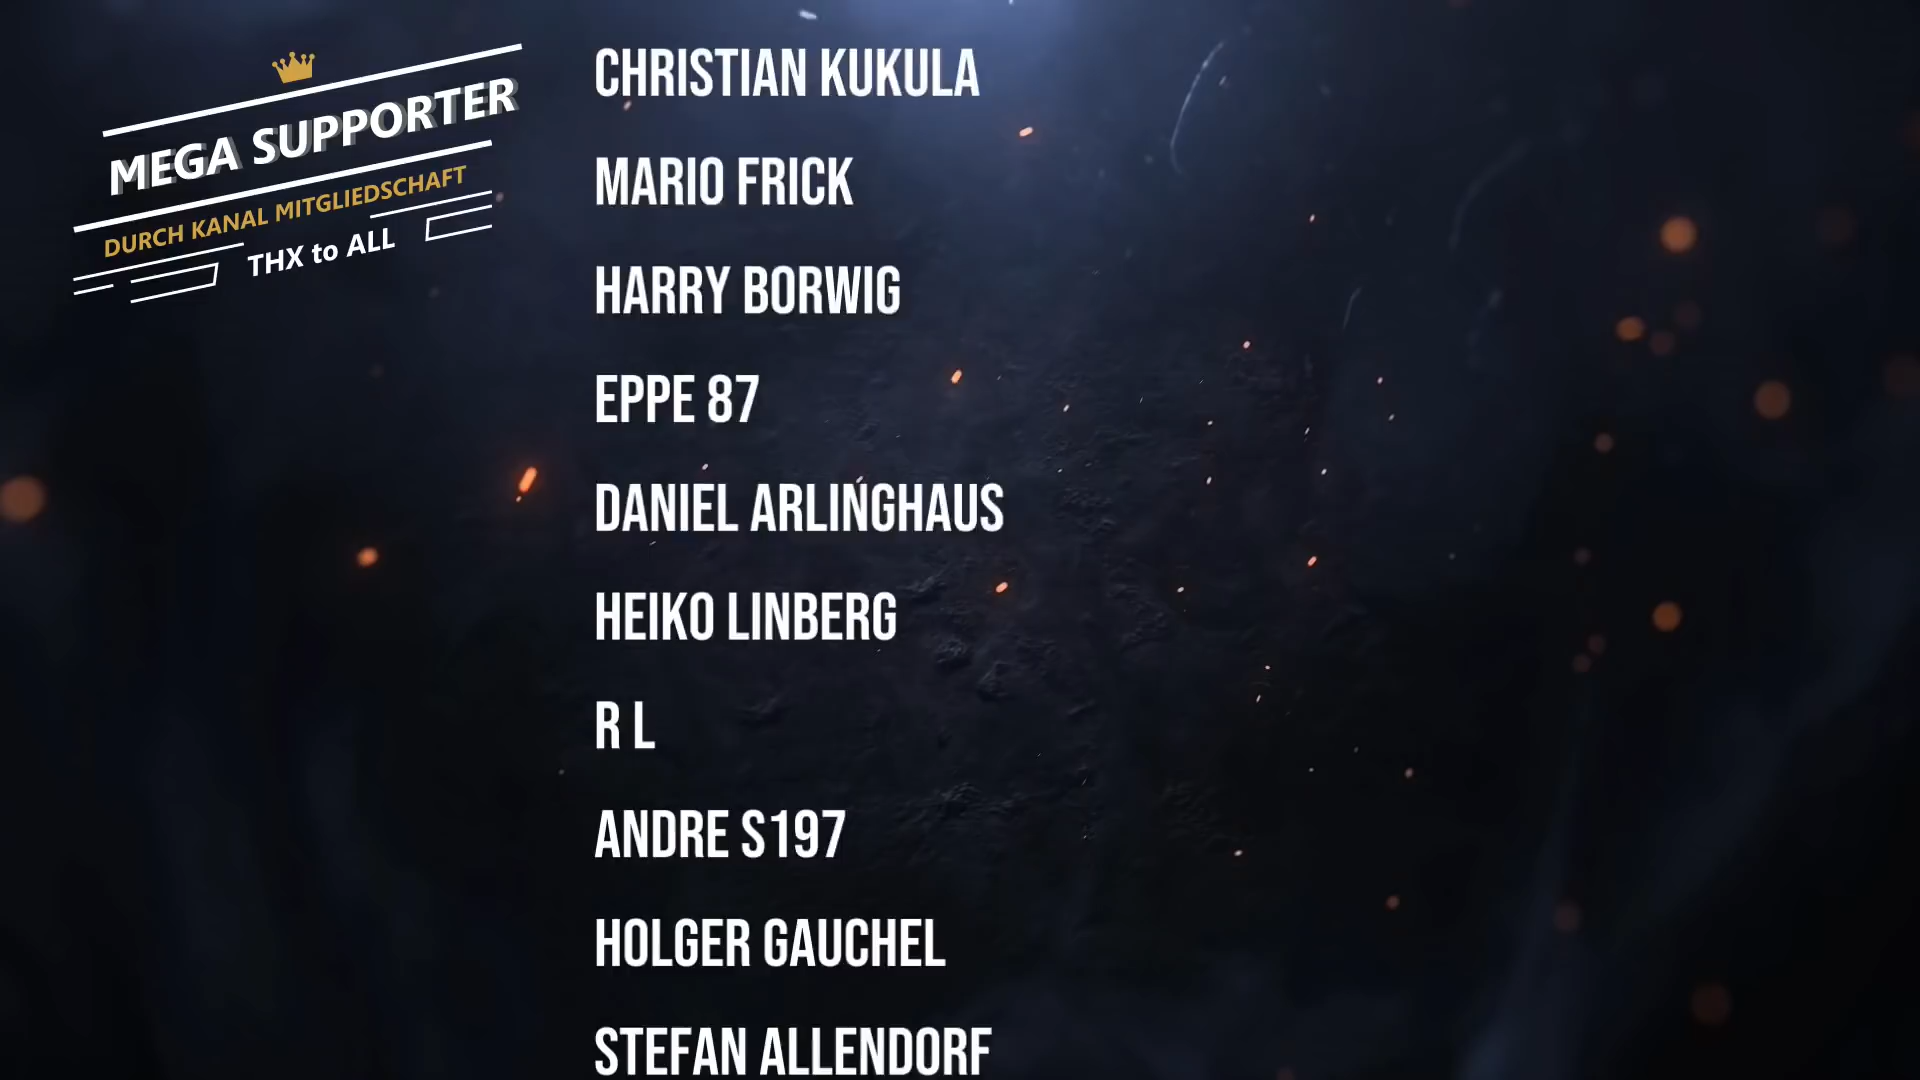 MEGA SUPPORTER
DURCH KANAL MITGLIEDSCHAFT
THX to ALL
CHRISTIAN KUKULA
MARIO FRICK
HARRY BORWIG
EPPE 87
DANIEL ARLINGHAUS
HEIKO LINBERG
R L
ANDRE S197
HOLGER GAUCHEL
STEFAN ALLENDORF